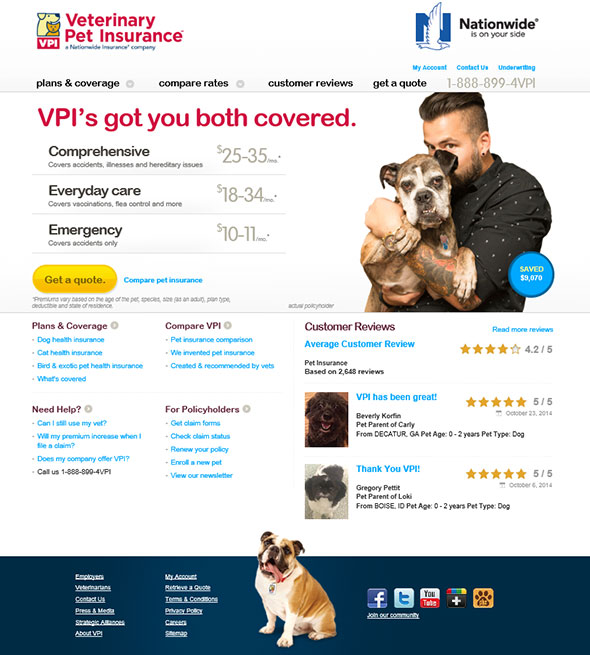 Veterinary
Pet Insurance®
VPI
a Nationwide Insurance® company
Nationwide®
is on your side
My Account Contact Us Underwriting
plans & coverage compare rates customer reviews get a quote 1-888-899-4VPI
VPI's got you both covered.
Comprehensive
Covers accidents, illnesses and hereditary issues
$25-35/mo.*
Everyday care
Covers vaccinations, flea control and more
$18-34/mo.*
Emergency
Covers accidents only
$10-11/mo.*
Get a quote. Compare pet insurance
*Premiums vary based on the age of the pet, species, size (as an adult), plan type,
deductible and state of residence.
actual policyholder
SAVED
$9,070
Plans & Coverage
Dog health insurance
Cat health insurance
Bird & exotic pet health insurance
What's covered
Compare VPI
Pet insurance comparison
We invented pet insurance
Created & recommended by vets
Need Help?
Can I still use my vet?
Will my premium increase when I
file a claim?
Does my company offer VPI?
Call us 1-888-899-4VPI
For Policyholders
Get claim forms
Check claim status
Renew your policy
Enroll a new pet
View our newsletter
Customer Reviews
Read more reviews
Average Customer Review
4.2 / 5
Pet Insurance
Based on 2,648 reviews
VPI has been great!
5 / 5
October 23, 2014
Beverly Korfin
Pet Parent of Carly
From DECATUR, GA Pet Age: 0 - 2 years Pet Type: Dog
Thank You VPI!
5 / 5
October 6, 2014
Gregory Pettit
Pet Parent of Loki
From BOISE, ID Pet Age: 0 - 2 years Pet Type: Dog
Employers
Veterinarians
Contact Us
Press & Media
Strategic Alliances
About VPI
My Account
Retrieve a Quote
Terms & Conditions
Privacy Policy
Careers
Sitemap
You
Tube
Join our community